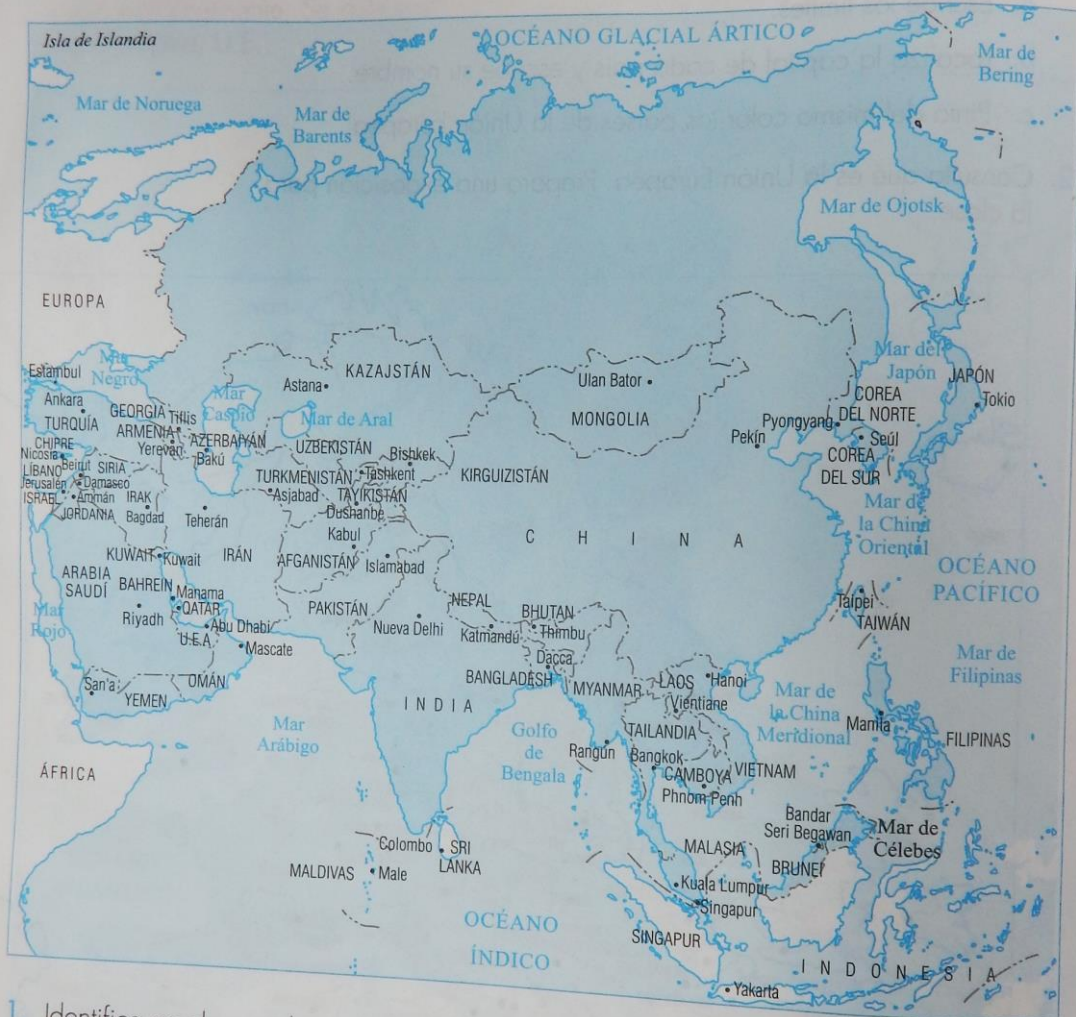 Isla de Islandia
OCÉANO GLACIAL ÁRTICO
Mar de
Bering
Mar de Noruega
Mar de
Barents
Mar de Ojotsk
EUROPA
Mar
Negro
Estambul
Ankara
TURQUÍA
GEORGIA
Tiflis
ARMENIA
Yereván
AZERBAIYÁN
Bakú
Mar
Caspio
Astana
KAZAJSTÁN
Mar de Aral
UZBEKISTÁN
Bishkek
Tashkent
KIRGUIZISTÁN
TURKMENISTÁN
Asjabad
TAYIKISTÁN
Dushanbe
Ulan Bator
MONGOLIA
Mar del
Japón
JAPÓN
Tokio
COREA
DEL NORTE
Pyongyang
Pekín
Seúl
COREA
DEL SUR
CHIPRE
Nicosia
LÍBANO
Beirut
SIRIA
Damasco
Jerusalén
ISRAEL
Ammán
JORDANIA
IRAK
Bagdad
Teherán
IRÁN
Kabul
AFGANISTÁN
Islamabad
CHINA
Mar de
la China
Oriental
OCÉANO
PACÍFICO
KUWAIT
Kuwait
ARABIA
SAUDÍ
BAHREIN
Manama
QATAR
Riyadh
Abu Dhabi
U.E.A
Mascate
Mar
Rojo
PAKISTÁN
Nueva Delhi
NEPAL
Katmandú
BHUTAN
Thimbu
Dacca
BANGLADESH
Taipei
TAIWÁN
San'a
YEMEN
OMÁN
INDIA
MYANMAR
LAOS
Hanoi
Vientiane
Mar de
Filipinas
Mar
Arábigo
Golfo
de
Bengala
Rangún
TAILANDIA
Bangkok
CAMBOYA
Phnom Penh
VIETNAM
Mar de
la China
Meridional
Manila
FILIPINAS
ÁFRICA
Colombo
SRI
LANKA
MALDIVAS
Male
MALASIA
Bandar
Seri Begawan
BRUNEI
Mar de
Célebes
Kuala Lumpur
Singapur
SINGAPUR
OCÉANO
ÍNDICO
INDONESIA
Yakarta
1